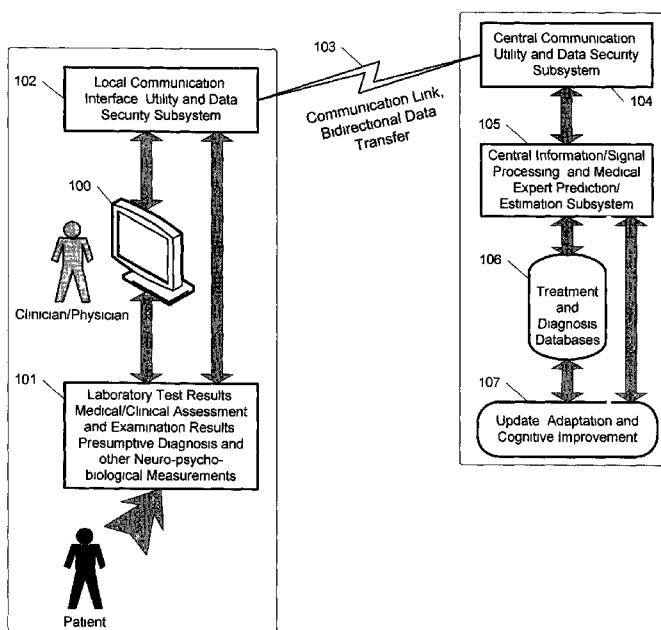 102
Local Communication
Interface Utility and Data
Security Subsystem
100
Clinician/Physician
101
Laboratory Test Results
Medical/Clinical Assessment
and Examination Results
Presumptive Diagnosis and
other Neuro-psycho-
biological Measurements
Patient
103
Communication Link,
Bidirectional Data
Transfer
Central Communication
Utility and Data Security
Subsystem
104
105
Central Information/Signal
Processing and Medical
Expert Prediction/
Estimation Subsystem
106
Treatment
and
Diagnosis
Databases
107
Update Adaptation and
Cognitive Improvement